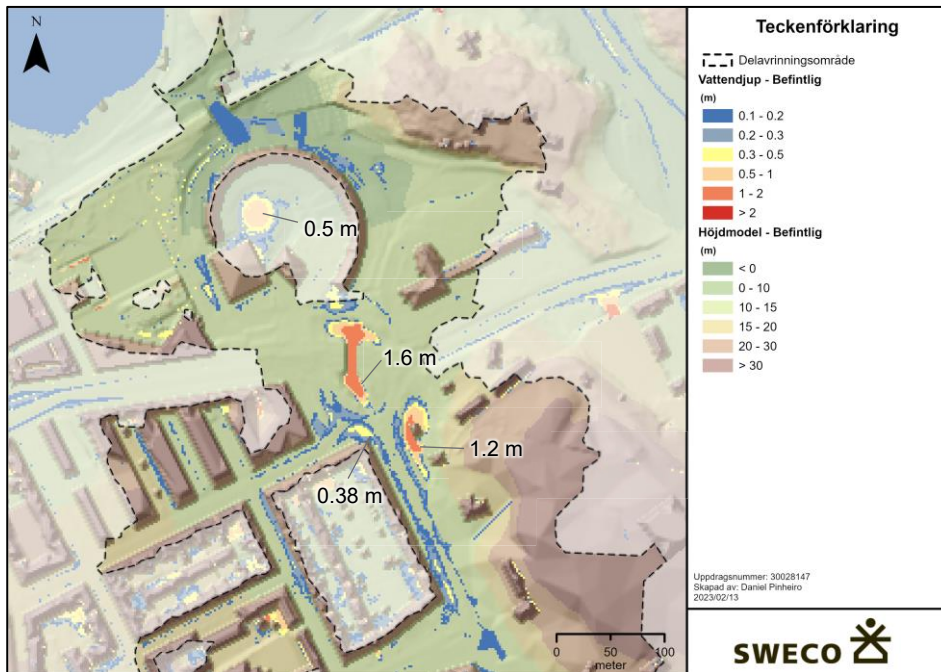 N
0.5 m
1.6 m
1.2 m
0.38 m
0 50 100
meter
Teckenförklaring
Delavrinningsområde
Vattendjup - Befintlig
(m)
0.1 - 0.2
0.2 - 0.3
0.3 - 0.5
0.5 - 1
1 - 2
> 2
Höjdmodel - Befintlig
(m)
< 0
0 - 10
10 - 15
15 - 20
20 - 30
> 30
Uppdragsnummer: 30028147
Skapad av: Daniel Pinheiro
2023/02/13
SWECO